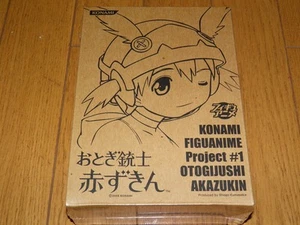 KONAMI
KONAMI
FIGUANIME
Project #1
OTOGIJUSHI
AKAZUKIN
おとぎ銃士
赤ずきん